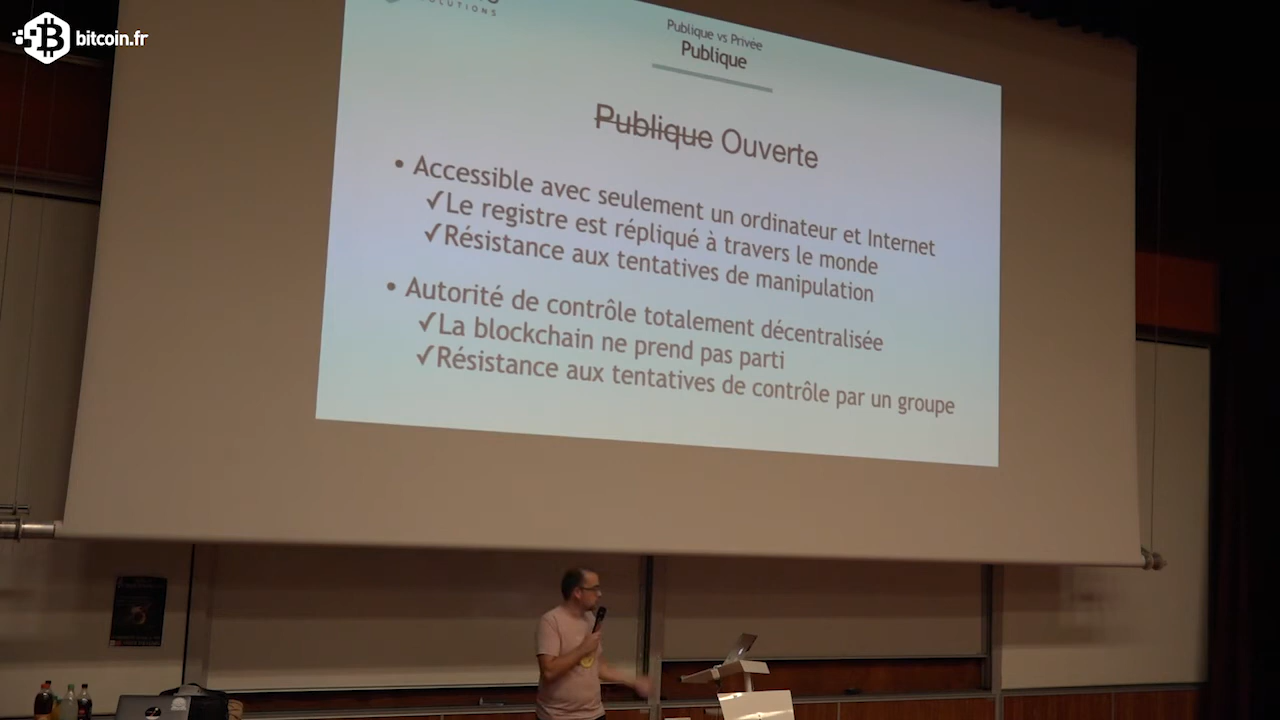 bitcoin.fr
SOLUTIONS
Publique vs Privée
Publique
Publique Ouverte
• Accessible avec seulement un ordinateur et Internet
✓Le registre est répliqué à travers le monde
✓Résistance aux tentatives de manipulation
• Autorité de contrôle totalement décentralisée
✓La blockchain ne prend pas parti
✓Résistance aux tentatives de contrôle par un groupe